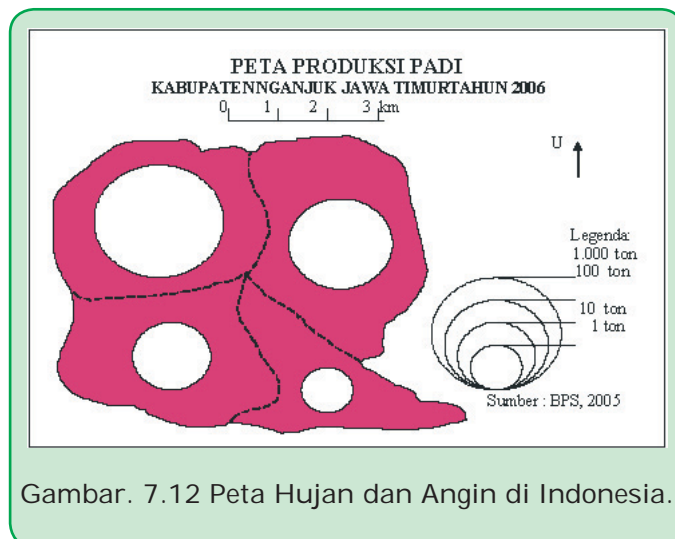 PETA PRODUKSI PADI
KABUPATENNGANJUK JAWA TIMURTAHUN 2006
0 1 2 3 km
U
Legenda:
1.000 ton
100 ton
10 ton
1 ton
Sumber : BPS, 2005
Gambar. 7.12 Peta Hujan dan Angin di Indonesia.